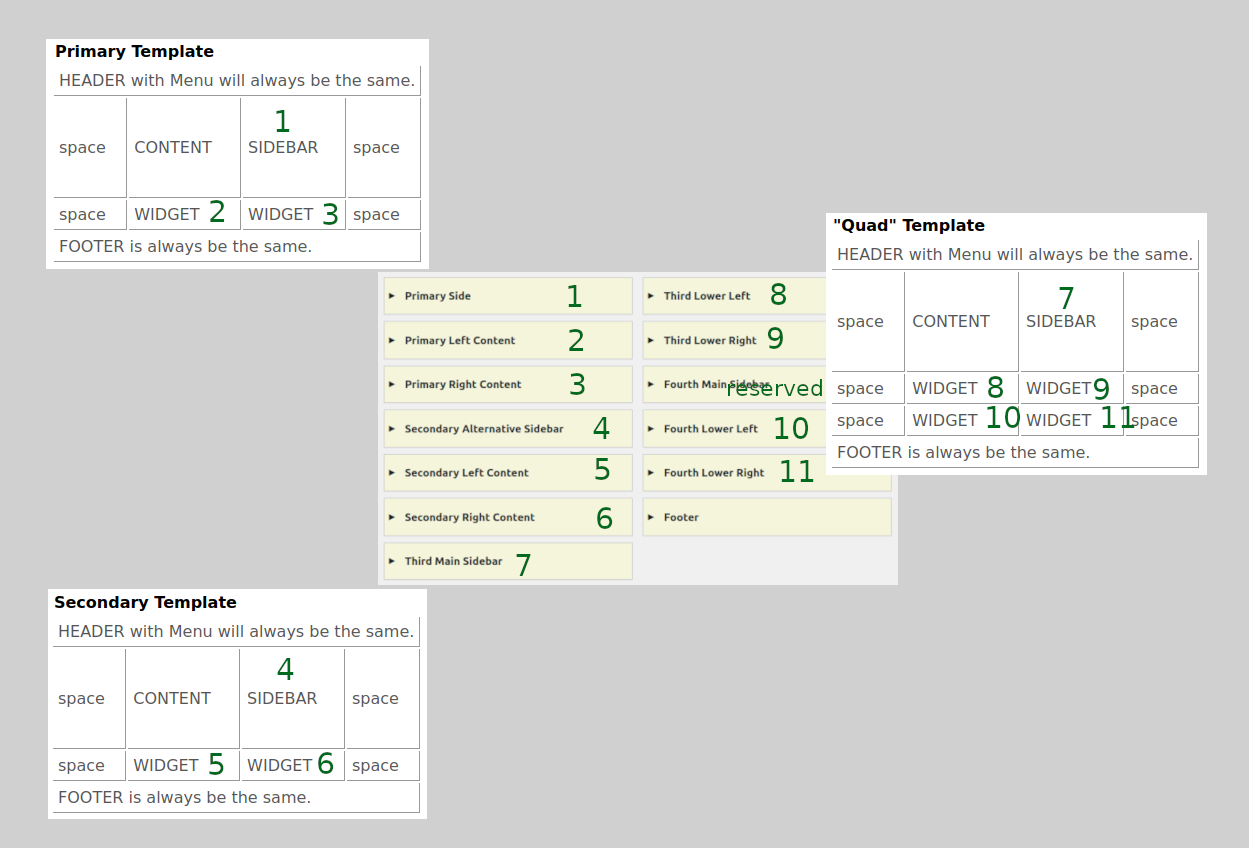 Primary Template
HEADER with Menu will always be the same.
1
space CONTENT SIDEBAR space
space WIDGET 2 WIDGET 3 space
FOOTER is always be the same.
"Quad" Template
HEADER with Menu will always be the same.
7
space CONTENT SIDEBAR space
space WIDGET 8 WIDGET 9 space
space WIDGET 10 WIDGET 11 space
FOOTER is always be the same.
Primary Side 1
Primary Left Content 2
Primary Right Content 3
Secondary Alternative Sidebar 4
Secondary Left Content 5
Secondary Right Content 6
Third Main Sidebar 7
Third Lower Left 8
Third Lower Right 9
Fourth Main Sidebar reserved
Fourth Lower Left 10
Fourth Lower Right 11
Footer
Secondary Template
HEADER with Menu will always be the same.
4
space CONTENT SIDEBAR space
space WIDGET 5 WIDGET 6 space
FOOTER is always be the same.